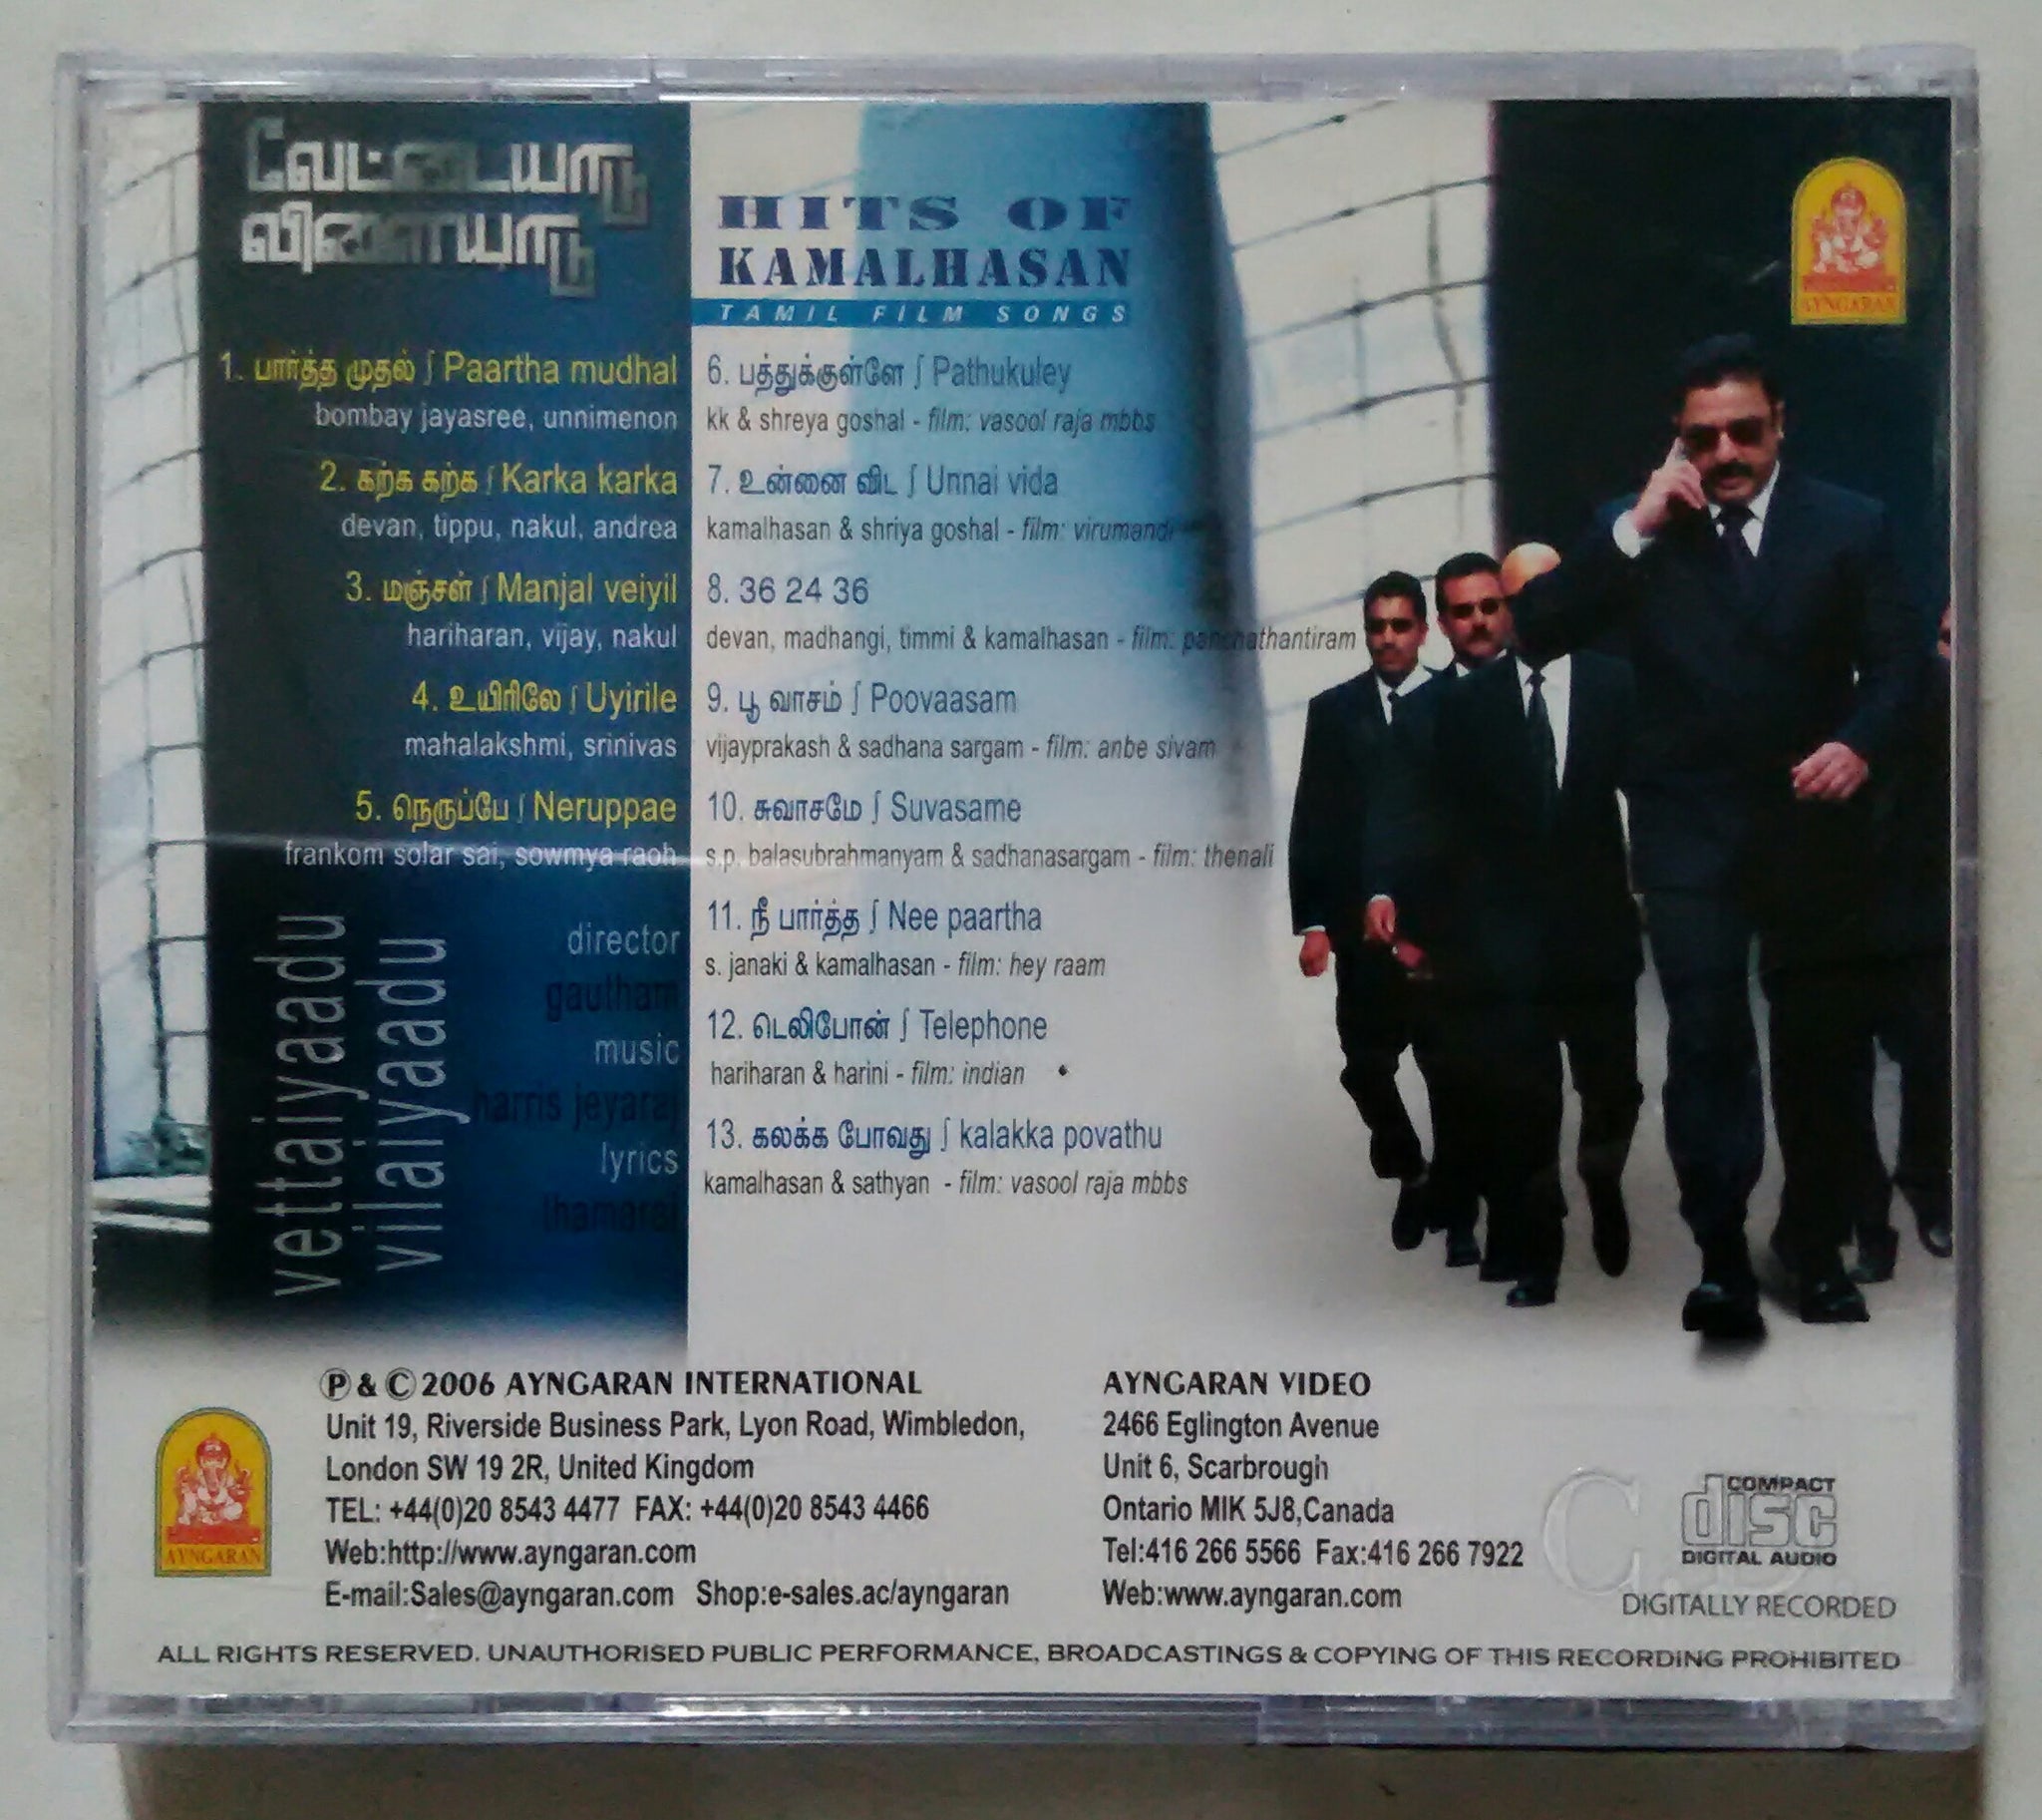 வேட்டையாடு
விளையாடு
1. பார்த்த முதல் ∫ Paartha mudhal
bombay jayasree, unnimenon
2. கற்க கற்க ∫ Karka karka
devan, tippu, nakul, andrea
3. மஞ்சள் ∫ Manjal veiyil
hariharan, vijay, nakul
4. உயிரிலே ∫ Uyirile
mahalakshmi, srinivas
5. நெருப்பே ∫ Neruppae
frankom solar sai, sowmya raoh
vettaiyaadu
vilaiyaadu
director
gautham
music
harris jeyaraj
lyrics
thamarai
HITS OF
KAMALHASAN
TAMIL FILM SONGS
6. பத்துக்குள்ளே ∫ Pathukuley
kk & shreya goshal - film: vasool raja mbbs
7. உன்னை விட ∫ Unnai vida
kamalhasan & shriya goshal - film: virumandi
8. 36 24 36
devan, madhangi, timmi & kamalhasan - film: panchathantiram
9. பூ வாசம் ∫ Poovaasam
vijayprakash & sadhana sargam - film: anbe sivam
10. சுவாசமே ∫ Suvasame
s.p. balasubrahmanyam & sadhanasargam - film: thenali
11. நீ பார்த்த ∫ Nee paartha
s. janaki & kamalhasan - film: hey raam
12. டெலிபோன் ∫ Telephone
hariharan & harini - film: indian
13. கலக்க போவது ∫ kalakka povathu
kamalhasan & sathyan - film: vasool raja mbbs
AYNGARAN
AYNGARAN
Ⓟ & © 2006 AYNGARAN INTERNATIONAL
Unit 19, Riverside Business Park, Lyon Road, Wimbledon,
London SW 19 2R, United Kingdom
TEL: +44(0)20 8543 4477 FAX: +44(0)20 8543 4466
Web:http://www.ayngaran.com
E-mail:Sales@ayngaran.com Shop:e-sales.ac/ayngaran
AYNGARAN VIDEO
2466 Eglington Avenue
Unit 6, Scarbrough
Ontario MIK 5J8,Canada
Tel:416 266 5566 Fax:416 266 7922
Web:www.ayngaran.com
COMPACT
disc
DIGITAL AUDIO
DIGITALLY RECORDED
ALL RIGHTS RESERVED. UNAUTHORISED PUBLIC PERFORMANCE, BROADCASTINGS & COPYING OF THIS RECORDING PROHIBITED